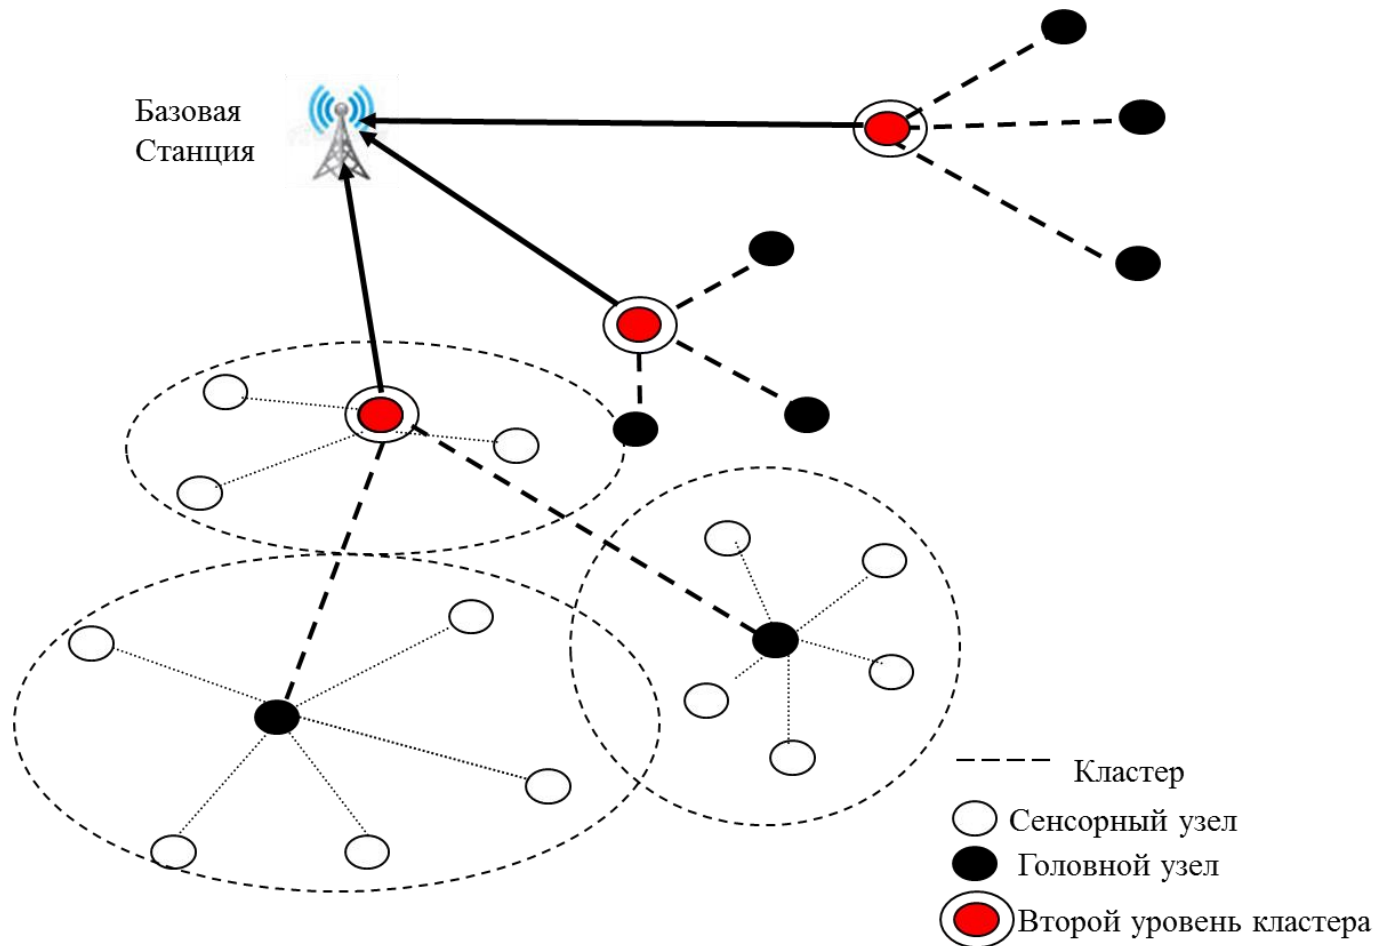 Базовая
Станция
Кластер
Сенсорный узел
Головной узел
Второй уровень кластера